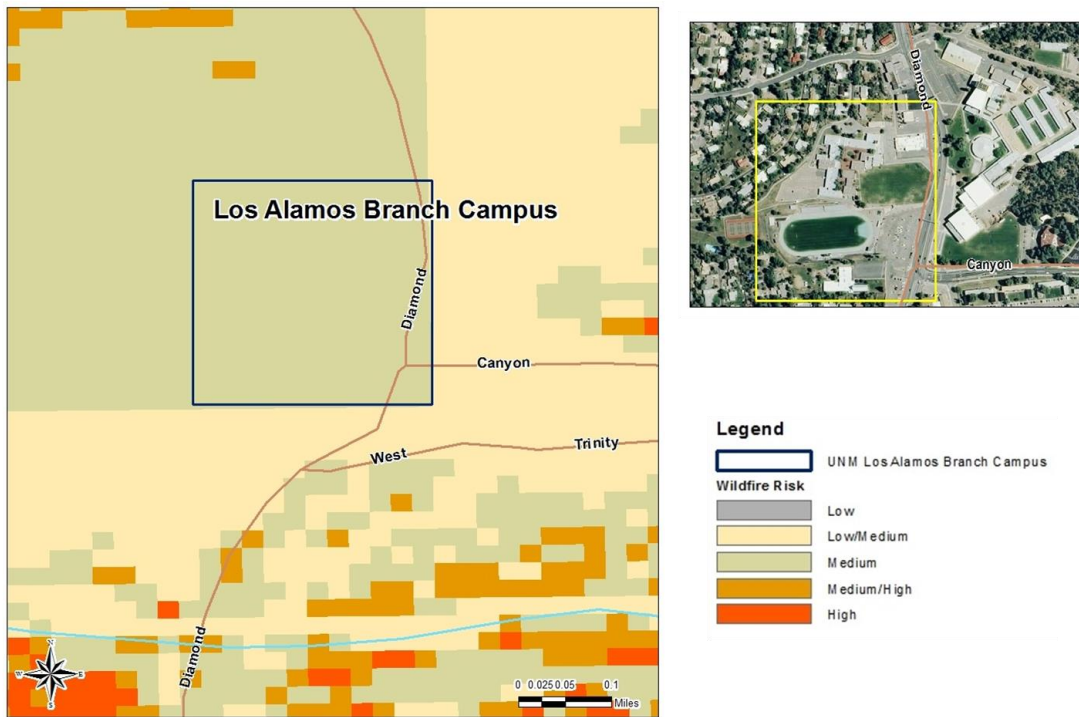 Los Alamos Branch Campus
Diamond
Canyon
Trinity
West
Diamond
N
W E
S
0 0.025 0.05 0.1
Miles
Diamond
Canyon
Legend
UNM Los Alamos Branch Campus
Wildfire Risk
Low
Low/Medium
Medium
Medium/High
High